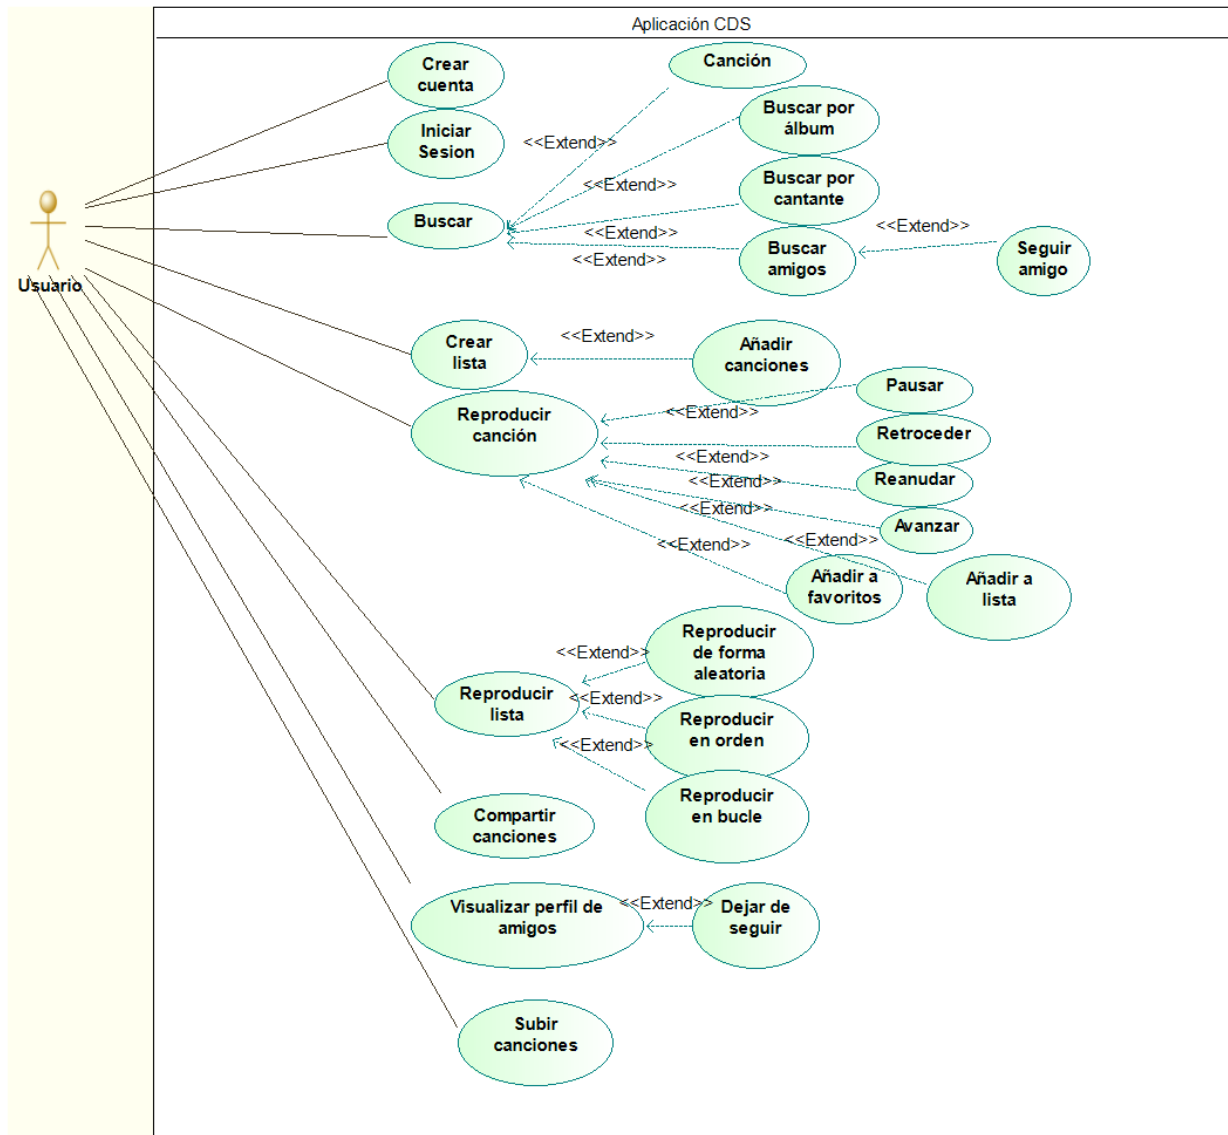 Aplicación CDS
Crear
cuenta
Canción
Buscar por
álbum
Iniciar
Sesion
<<Extend>>
<<Extend>>
Buscar por
cantante
Buscar
<<Extend>>
<<Extend>>
<<Extend>>
Buscar
amigos
Seguir
amigo
Usuario
Crear
lista
<<Extend>>
Añadir
canciones
Pausar
Reproducir
canción
<<Extend>>
Retroceder
<<Extend>>
Reanudar
<<Extend>>
<<Extend>>
Avanzar
<<Extend>>
<<Extend>>
Añadir a
favoritos
Añadir a
lista
Reproducir
de forma
aleatoria
<<Extend>>
Reproducir
lista
<<Extend>>
Reproducir
en orden
<<Extend>>
Reproducir
en bucle
Compartir
canciones
Visualizar perfil de
amigos
<<Extend>>
Dejar de
seguir
Subir
canciones